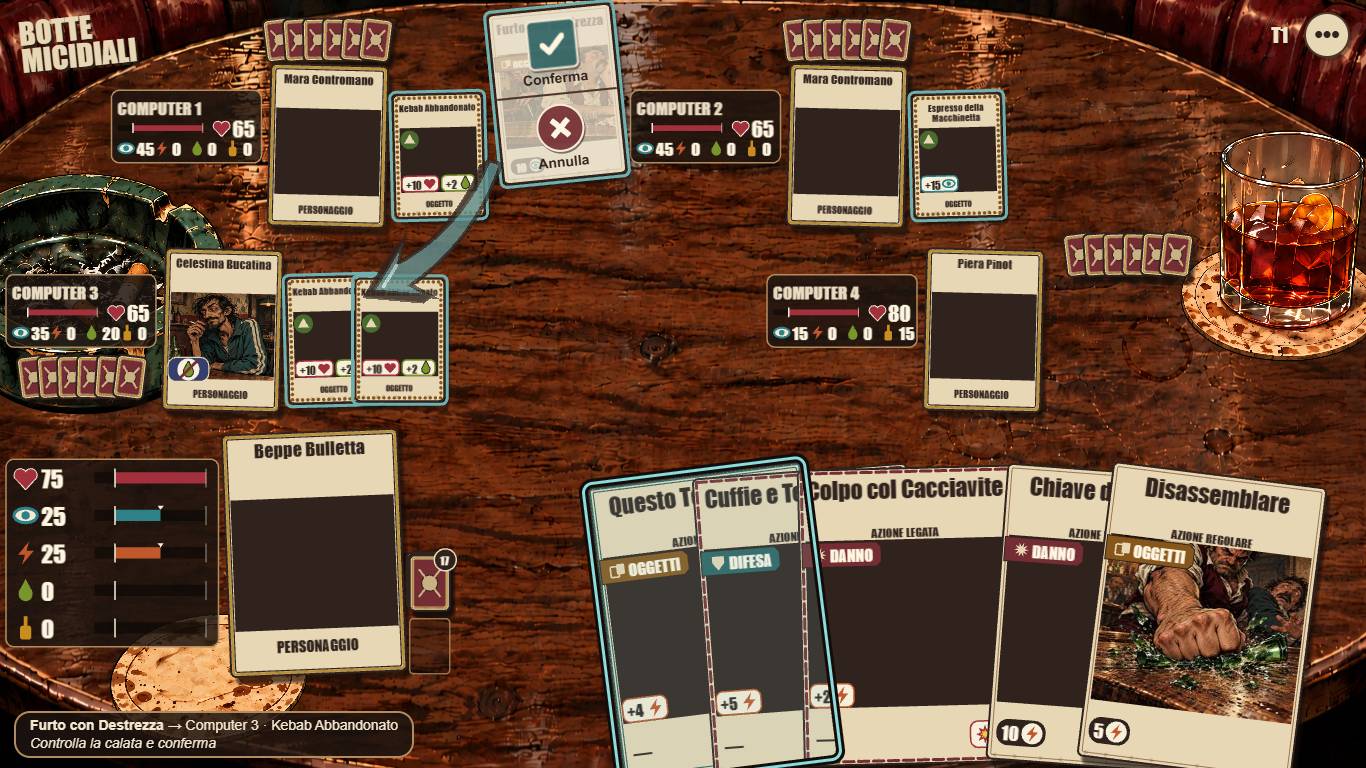 BOTTE
MICIDIALI
T1
COMPUTER 1
65
45 0 0 0
Mara Contromano
PERSONAGGIO
Kebab Abbandonato
+10 +2
OGGETTO
Furto
Conferma
Annulla
COMPUTER 2
65
45 0 0 0
Mara Contromano
PERSONAGGIO
Espresso della
Macchinetta
+15
OGGETTO
COMPUTER 3
65
35 0 20 0
Celestina Bucatina
PERSONAGGIO
Kebab
+10 +2
OGGETTO
+10 +2
OGGETTO
COMPUTER 4
80
15 0 0 15
Piera Pinot
PERSONAGGIO
75
25
25
0
0
Beppe Bulletta
PERSONAGGIO
17
Questo
OGGETTI
+4
—
Cuffie e
DIFESA
+5
—
Colpo col Cacciavite
AZIONE LEGATA
DANNO
+2
Chiave
DANNO
10
Disassemblare
AZIONE REGOLARE
OGGETTI
5
Furto con Destrezza → Computer 3 · Kebab Abbandonato
Controlla la calata e conferma